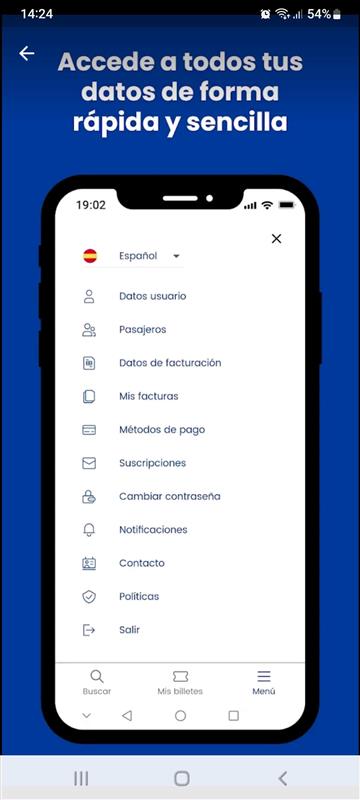 14:24
54%
Accede a todos tus
datos de forma
rápida y sencilla
19:02
Español
Datos usuario
Pasajeros
Datos de facturación
Mis facturas
Métodos de pago
Suscripciones
Cambiar contraseña
Notificaciones
Contacto
Políticas
Salir
Buscar
Mis billetes
Menú